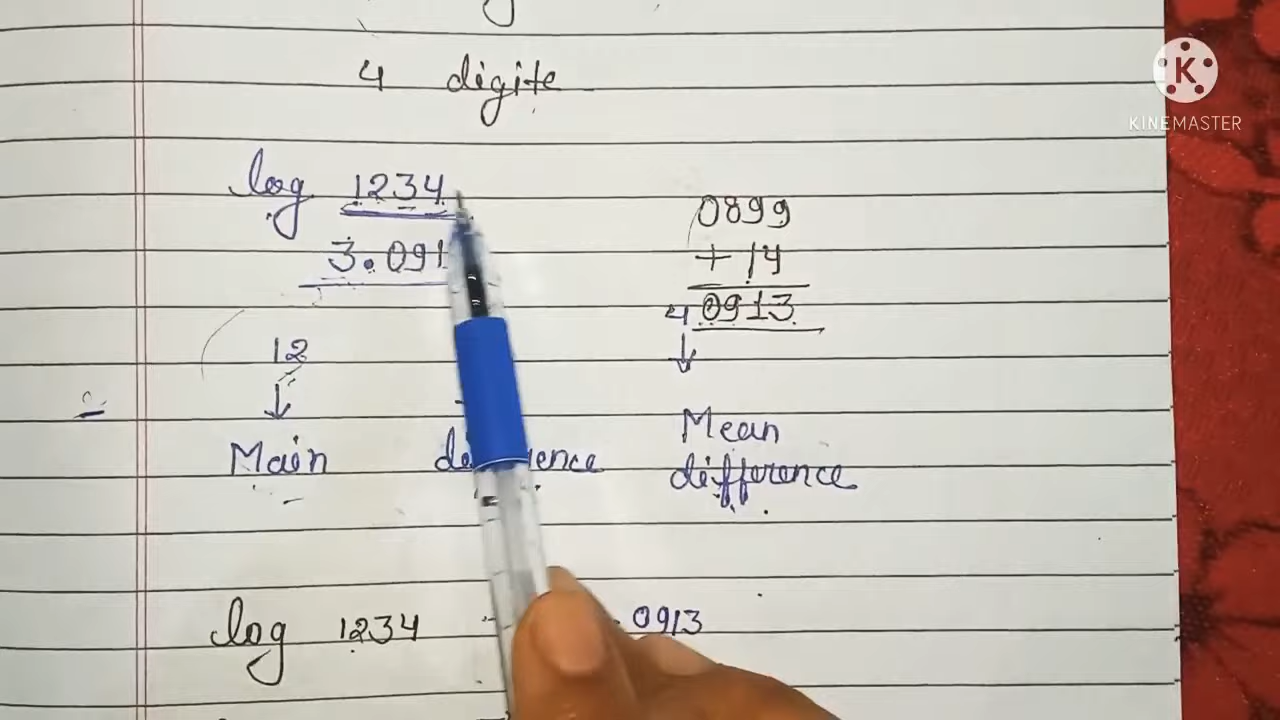 4 digite
K
KINEMASTER
log 1234
3.091
0899
+ 14
4 0913
12
Main
Mean
difference
log 1234 .0913